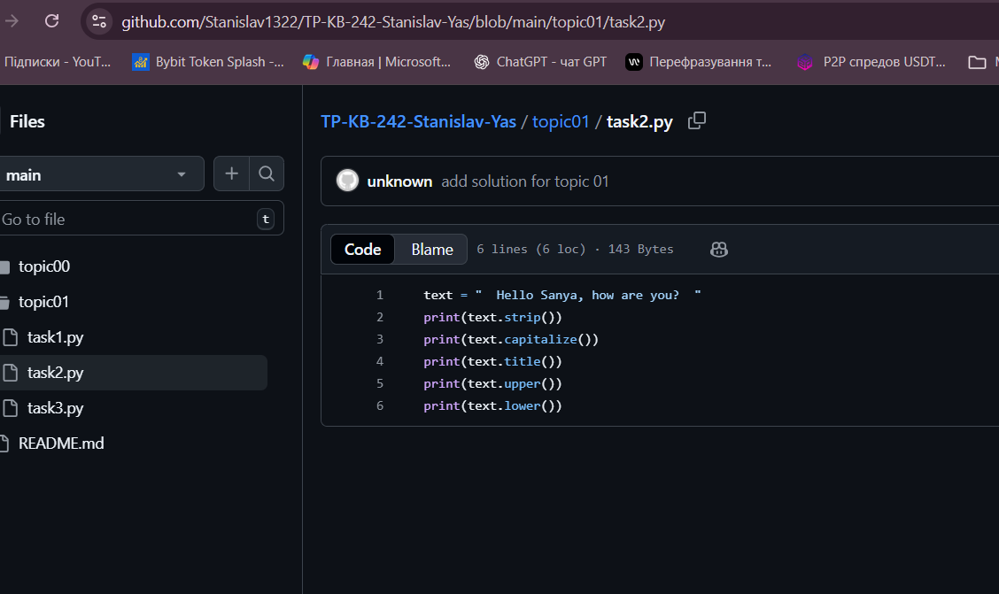 github.com/Stanislav1322/TP-KB-242-Stanislav-Yas/blob/main/topic01/task2.py
Підписки - YouT... Bybit Token Splash -... Главная | Microsoft... ChatGPT - чат GPT Перефразування т... P2P спредов USDT...
Files
TP-KB-242-Stanislav-Yas / topic01 / task2.py
main
unknown add solution for topic 01
Go to file t
Code Blame 6 lines (6 loc) · 143 Bytes
topic00
topic01
task1.py
task2.py
task3.py
README.md
1 text = "  Hello Sanya, how are you?  "
2 print(text.strip())
3 print(text.capitalize())
4 print(text.title())
5 print(text.upper())
6 print(text.lower())